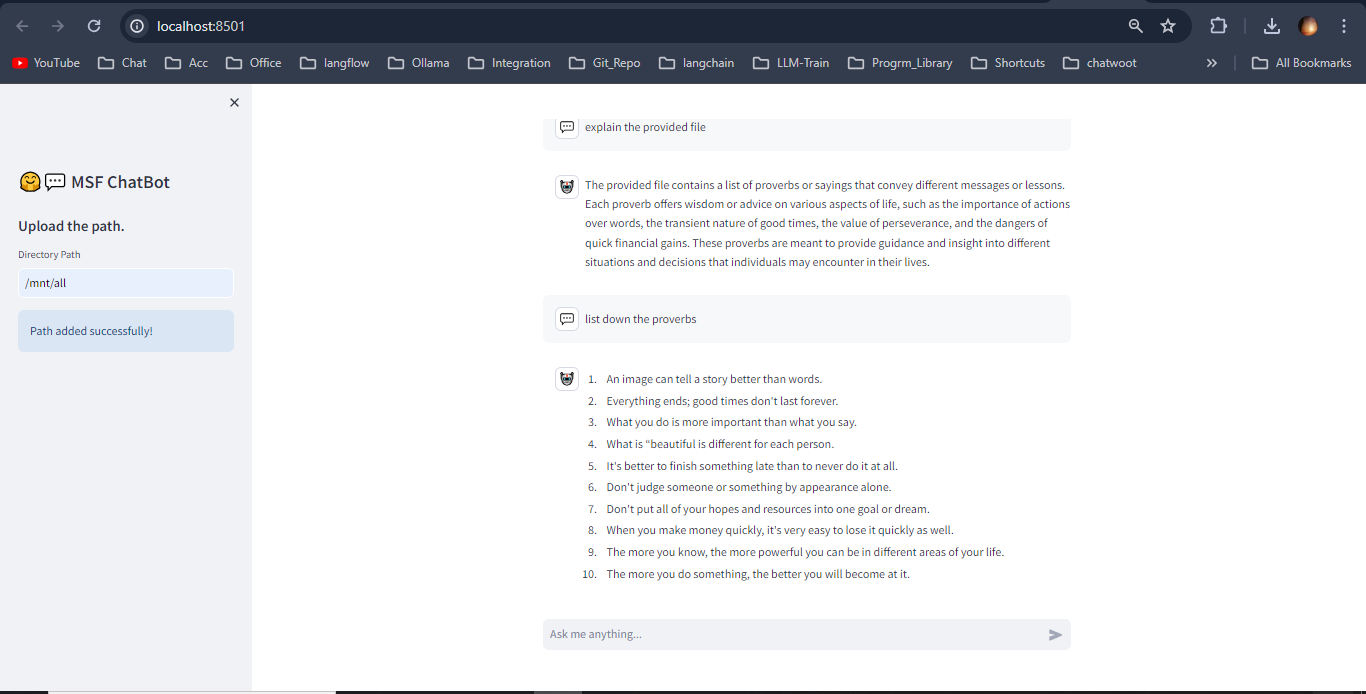 localhost:8501
YouTube Chat Acc Office langflow Ollama Integration Git_Repo langchain LLM-Train Progrm_Library Shortcuts chatwoot » All Bookmarks
MSF ChatBot
Upload the path.
Directory Path
/mnt/all
Path added successfully!
explain the provided file
The provided file contains a list of proverbs or sayings that convey different messages or lessons.
Each proverb offers wisdom or advice on various aspects of life, such as the importance of actions
over words, the transient nature of good times, the value of perseverance, and the dangers of
quick financial gains. These proverbs are meant to provide guidance and insight into different
situations and decisions that individuals may encounter in their lives.
list down the proverbs
1. An image can tell a story better than words.
2. Everything ends; good times don't last forever.
3. What you do is more important than what you say.
4. What is “beautiful is different for each person.
5. It's better to finish something late than to never do it at all.
6. Don't judge someone or something by appearance alone.
7. Don't put all of your hopes and resources into one goal or dream.
8. When you make money quickly, it's very easy to lose it quickly as well.
9. The more you know, the more powerful you can be in different areas of your life.
10. The more you do something, the better you will become at it.
Ask me anything...